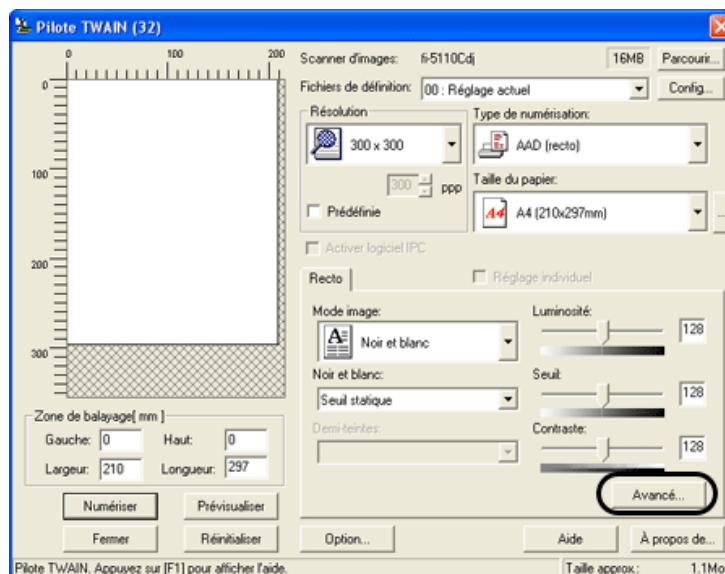 Pilote TWAIN (32)
0 100 200
0
100
200
300
Scanner d'images: fi-5110Cdj 16MB Parcourir...
Fichiers de définition: 00 : Réglage actuel Config...
Résolution
300 x 300
300 ppp
Prédéfinie
Type de numérisation:
AAD (recto)
Taille du papier:
A4 A4 (210x297mm) ...
Activer logiciel IPC
Recto
Réglage individuel
Mode image:
Noir et blanc
Noir et blanc:
Seuil statique
Demi-teintes:
Luminosité:
128
Seuil:
128
Contraste:
128
Avancé...
Zone de balayage[ mm ]
Gauche: 0 Haut: 0
Largeur: 210 Longueur: 297
Numériser Prévisualiser
Fermer Réinitialiser
Option... Aide À propos de...
Pilote TWAIN. Appuyez sur [F1] pour afficher l'aide. Taille approx.: 1.1Mo